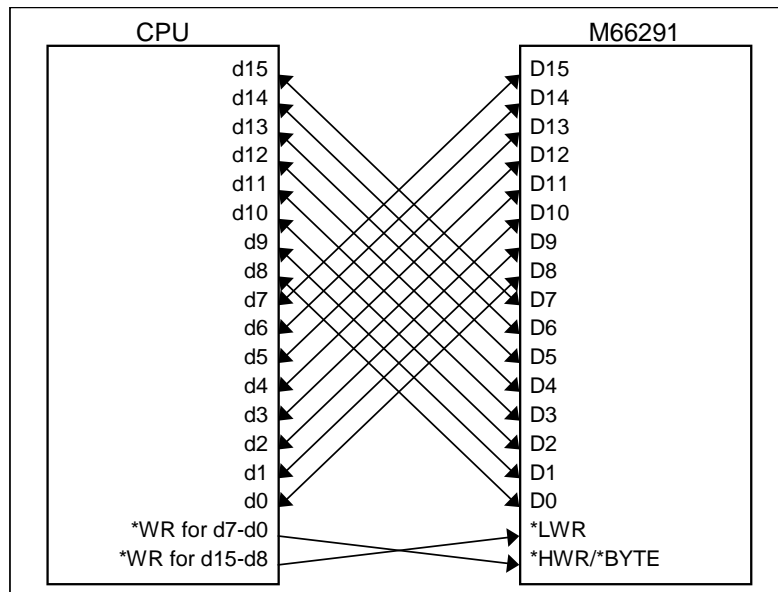 CPU
M66291
d15
d14
d13
d12
d11
d10
d9
d8
d7
d6
d5
d4
d3
d2
d1
d0
*WR for d7-d0
*WR for d15-d8
D15
D14
D13
D12
D11
D10
D9
D8
D7
D6
D5
D4
D3
D2
D1
D0
*LWR
*HWR/*BYTE